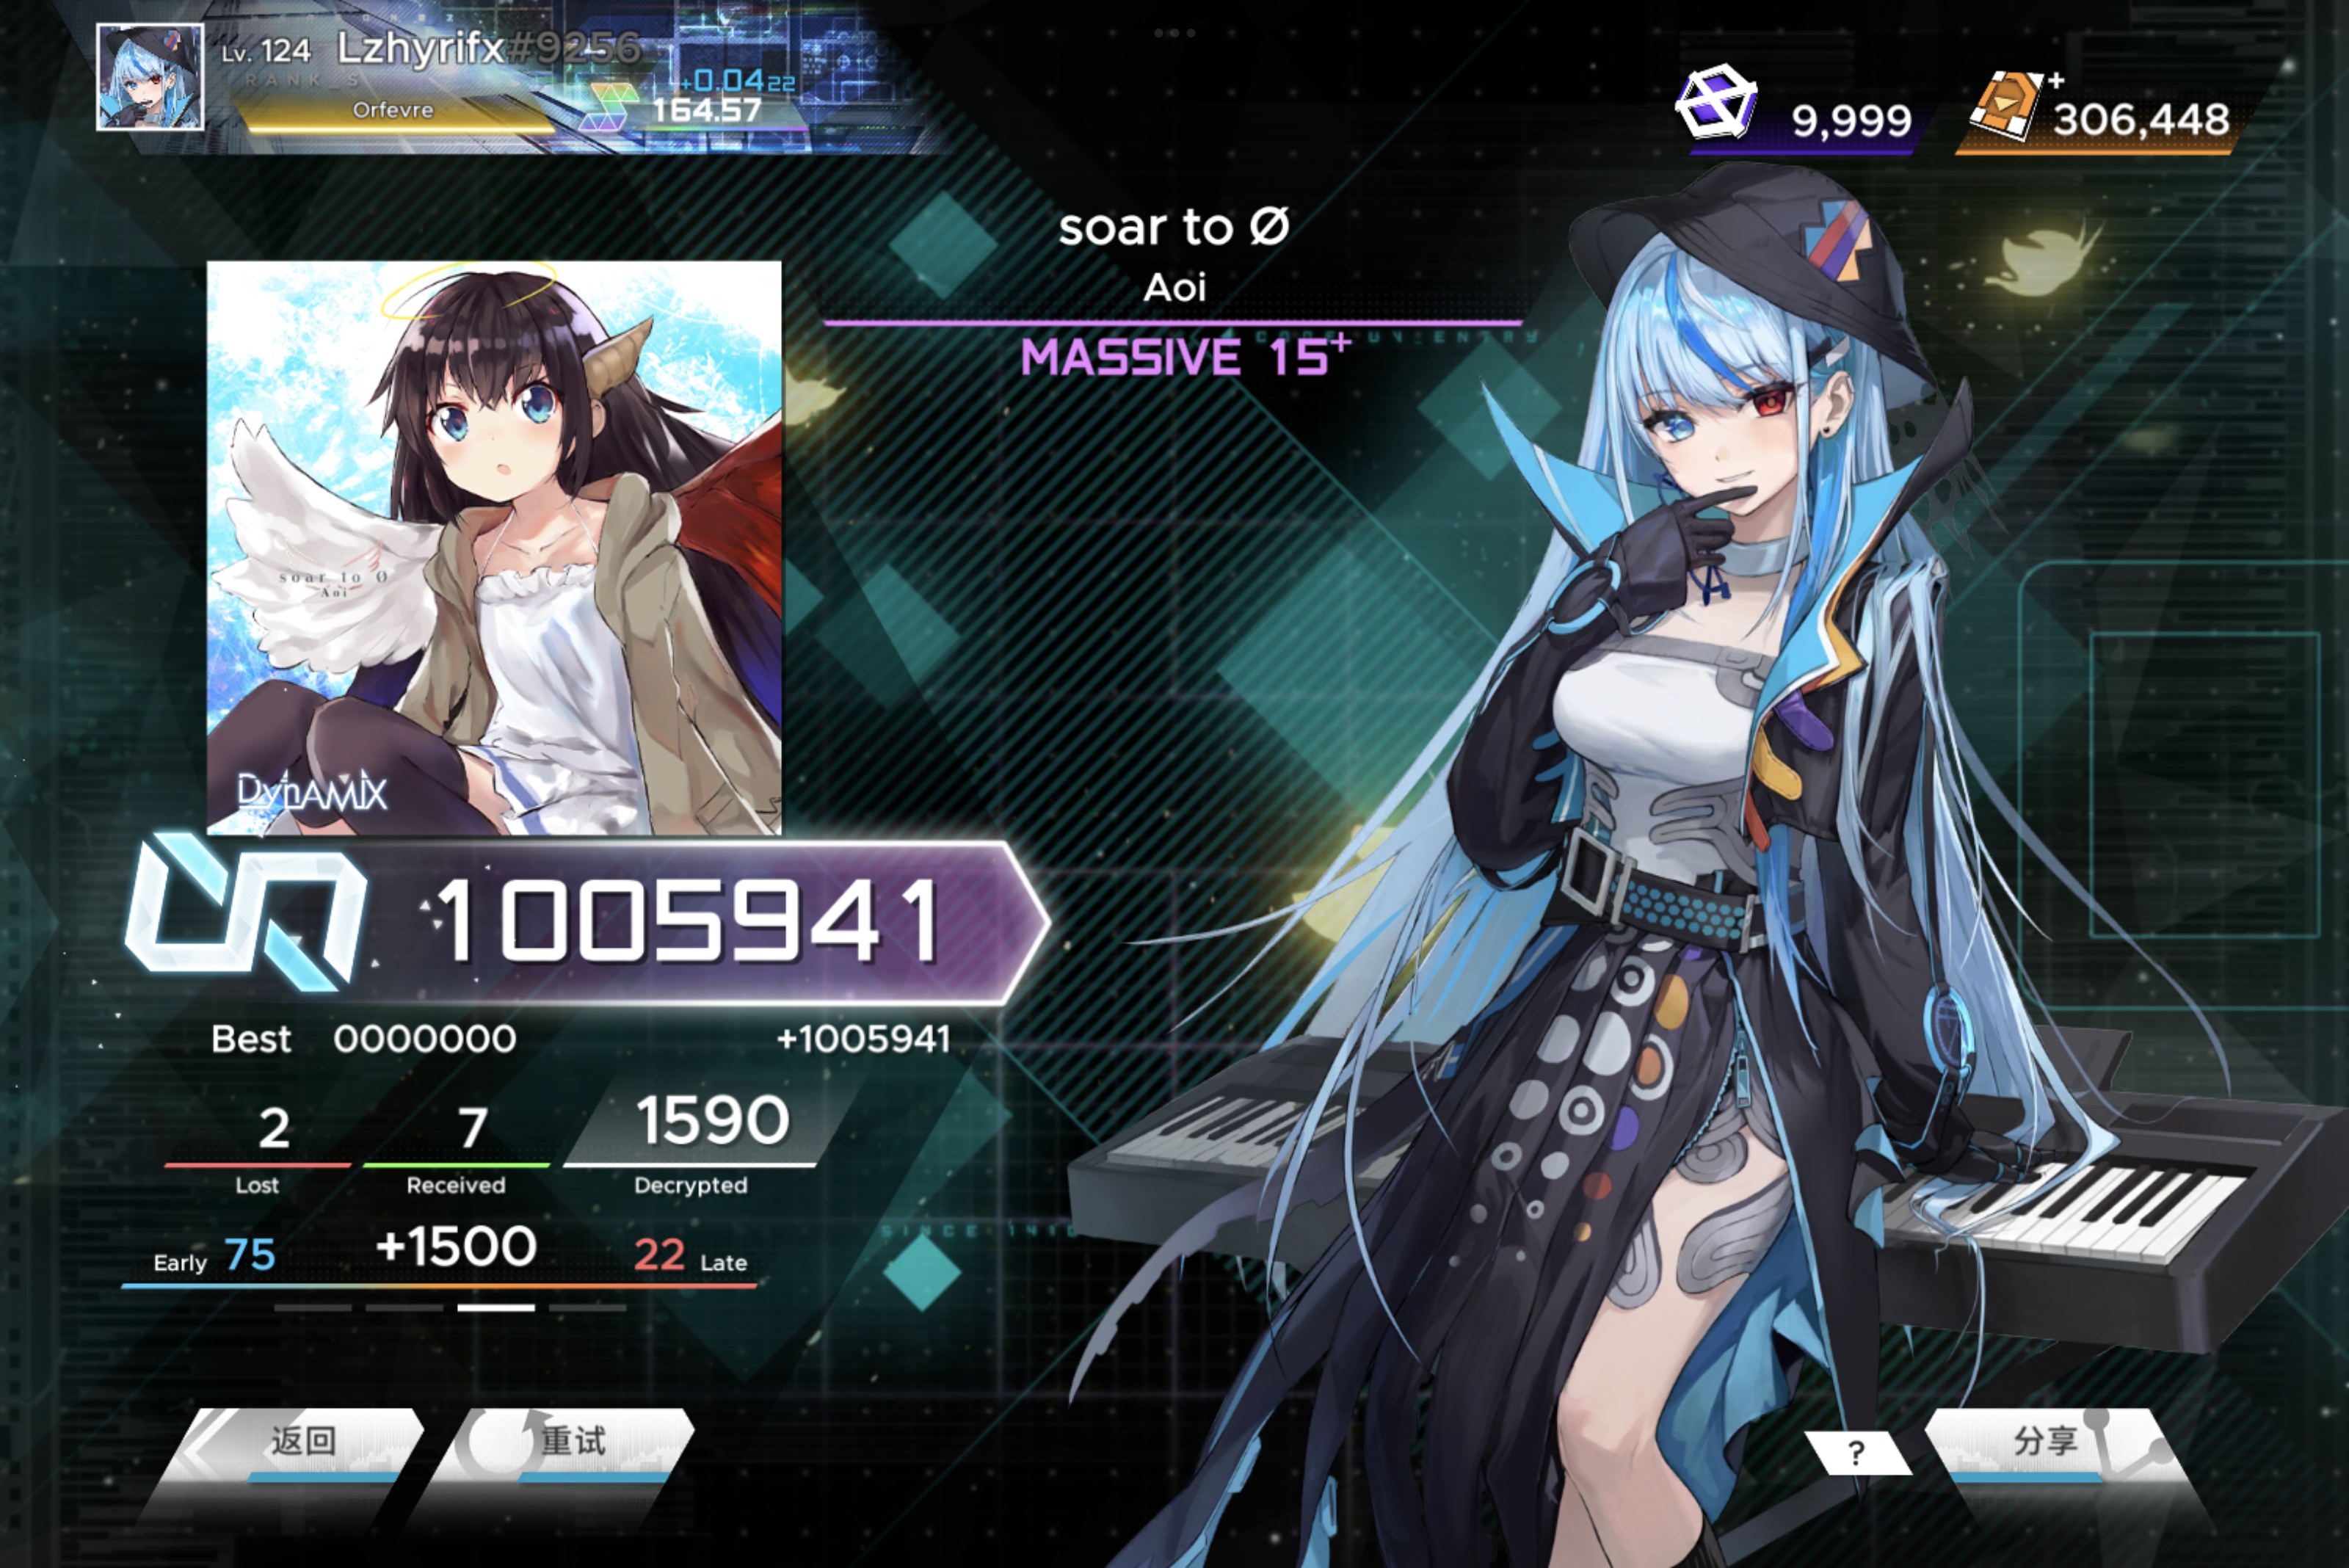 Lv. 124 Lzhyrifx#9256
RANK_S
Orfevre
+0.0422
164.57
9,999
+
306,448
soar to Ø
Aoi
MASSIVE 15+
soar to Ø
Aoi
DynAMiX
1005941
Best 0000000 +1005941
2 7 1590
Lost Received Decrypted
Early 75 +1500 22 Late
SINCE 1410
返回
重试
?
分享